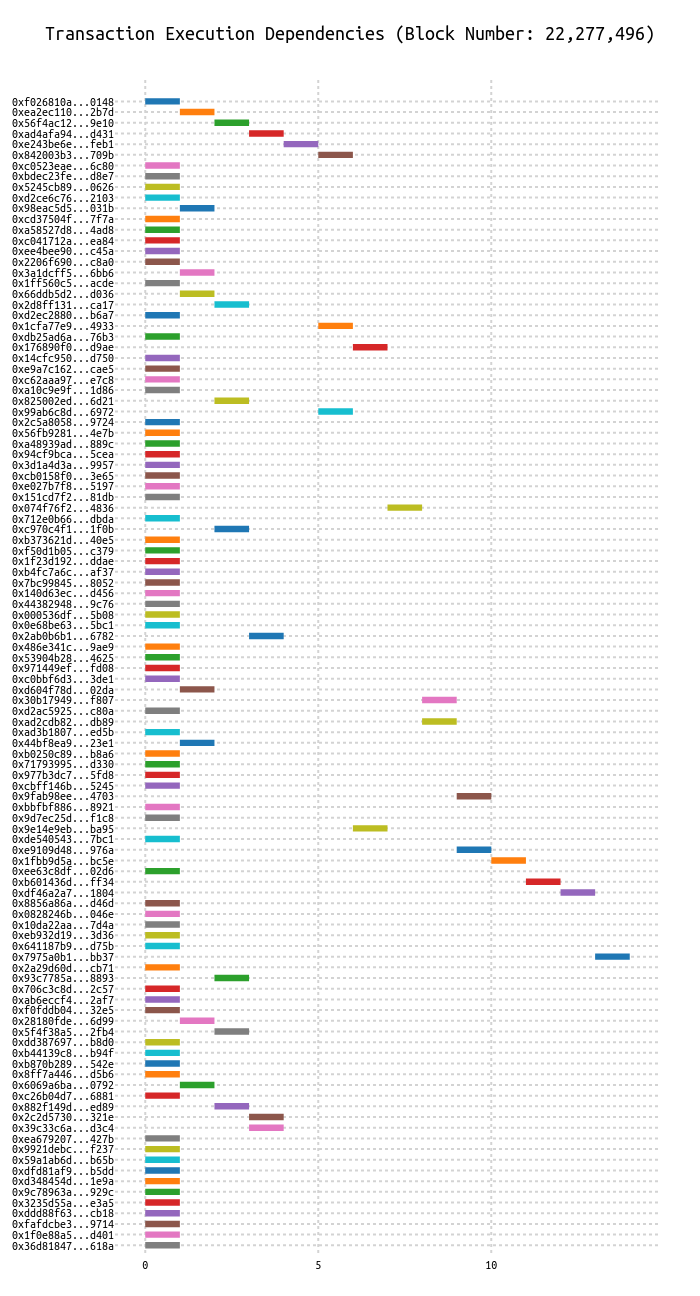 Transaction Execution Dependencies (Block Number: 22,277,496)
0xf026810a...0148
0xea2ec110...2b7d
0x56f4ac12...9e10
0xad4afa94...d431
0xe243be6e...feb1
0x842003b3...709b
0xc0523eae...6c80
0xbdec23fe...d8e7
0x5245cb89...0626
0xd2ce6c76...2103
0x98eac5d5...031b
0xcd37504f...7f7a
0xa58527d8...4ad8
0xc041712a...ea84
0xee4bee90...c45a
0x2206f690...c8a0
0x3a1dcff5...6bb6
0x1ff560c5...acde
0x66ddb5d2...d036
0x2d8ff131...ca17
0xd2ec2880...b6a7
0x1cfa77e9...4933
0xdb25ad6a...76b3
0x176890f0...d9ae
0x14cfc950...d750
0xe9a7c162...cae5
0xc62aaa97...e7c8
0xa10c9e9f...1d86
0x825002ed...6d21
0x99ab6c8d...6972
0x2c5a8058...9724
0x56fb9281...4e7b
0xa48939ad...889c
0x94cf9bca...5cea
0x3d1a4d3a...9957
0xcb0158f0...3e65
0xe027b7f8...5197
0x151cd7f2...81db
0x074f76f2...4836
0x712e0b66...dbda
0xc970c4f1...1f0b
0xb373621d...40e5
0xf50d1b05...c379
0x1f23d192...ddae
0xb4fc7a6c...af37
0x7bc99845...8052
0x140d63ec...d456
0x44382948...9c76
0x000536df...5b08
0x0e68be63...5bc1
0x2ab0b6b1...6782
0x486e341c...9ae9
0x53904b28...4625
0x971449ef...fd08
0xc0bbf6d3...3de1
0xd604f78d...02da
0x30b17949...f807
0xd2ac5925...c80a
0xad2cdb82...db89
0xad3b1807...ed5b
0x44bf8ea9...23e1
0xb0250c89...b8a6
0x71793995...d330
0x977b3dc7...5fd8
0xcbff146b...5245
0x9fab98ee...4703
0xbbfbf886...8921
0x9d7ec25d...f1c8
0x9e14e9eb...ba95
0xde540543...7bc1
0xe9109d48...976a
0x1fbb9d5a...bc5e
0xee63c8df...02d6
0xb601436d...ff34
0xdf46a2a7...1804
0x8856a86a...d46d
0x0828246b...046e
0x10da22aa...7d4a
0xeb932d19...3d36
0x641187b9...d75b
0x7975a0b1...bb37
0x2a29d60d...cb71
0x93c7785a...8893
0x706c3c8d...2c57
0xab6eccf4...2af7
0xf0fddb04...32e5
0x28180fde...6d99
0x5f4f38a5...2fb4
0xdd387697...b8d0
0xb44139c8...b94f
0xb870b289...542e
0x8ff7a446...d5b6
0x6069a6ba...0792
0xc26b04d7...6881
0x882f149d...ed89
0x2c2d5730...321e
0x39c33c6a...d3c4
0xea679207...427b
0x9921debc...f237
0x59a1ab6d...b65b
0xdfd81af9...b5dd
0xd348454d...1e9a
0x9c78963a...929c
0x3235d55a...e3a5
0xddd88f63...cb18
0xfafdcbe3...9714
0x1f0e88a5...d401
0x36d81847...618a
0 5 10